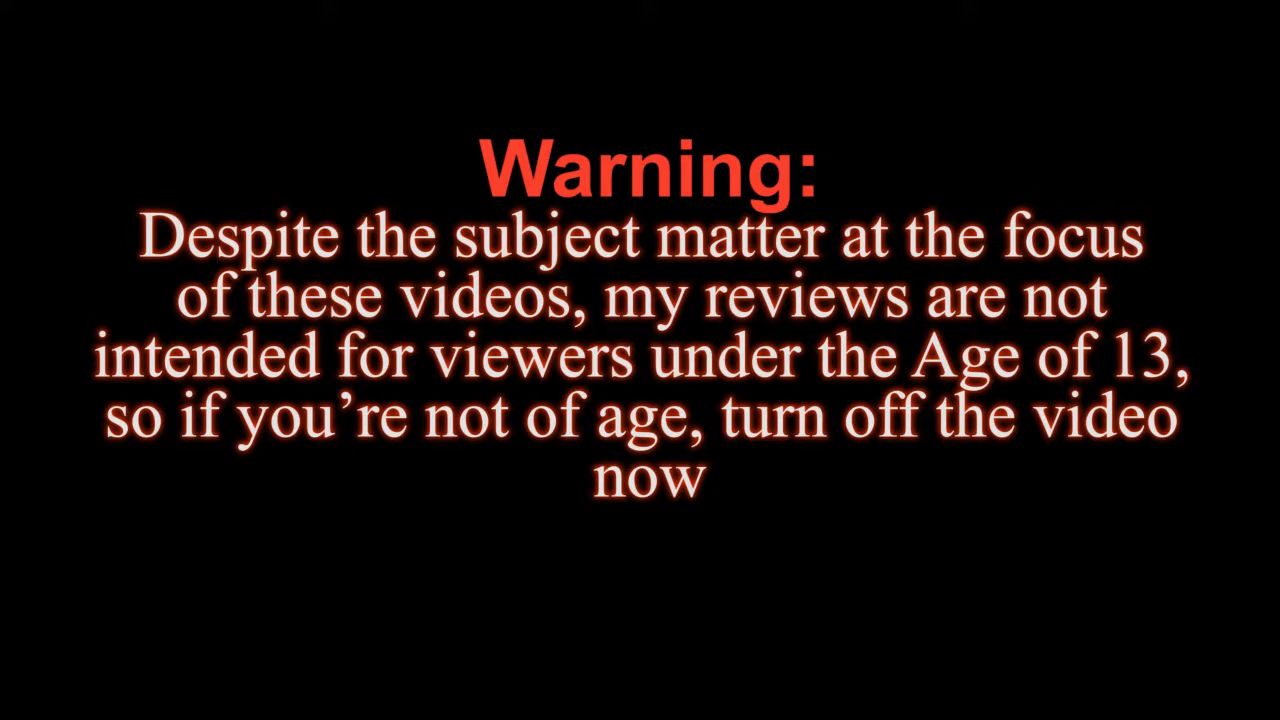 Warning:
Despite the subject matter at the focus
of these videos, my reviews are not
intended for viewers under the Age of 13,
so if you’re not of age, turn off the video
now